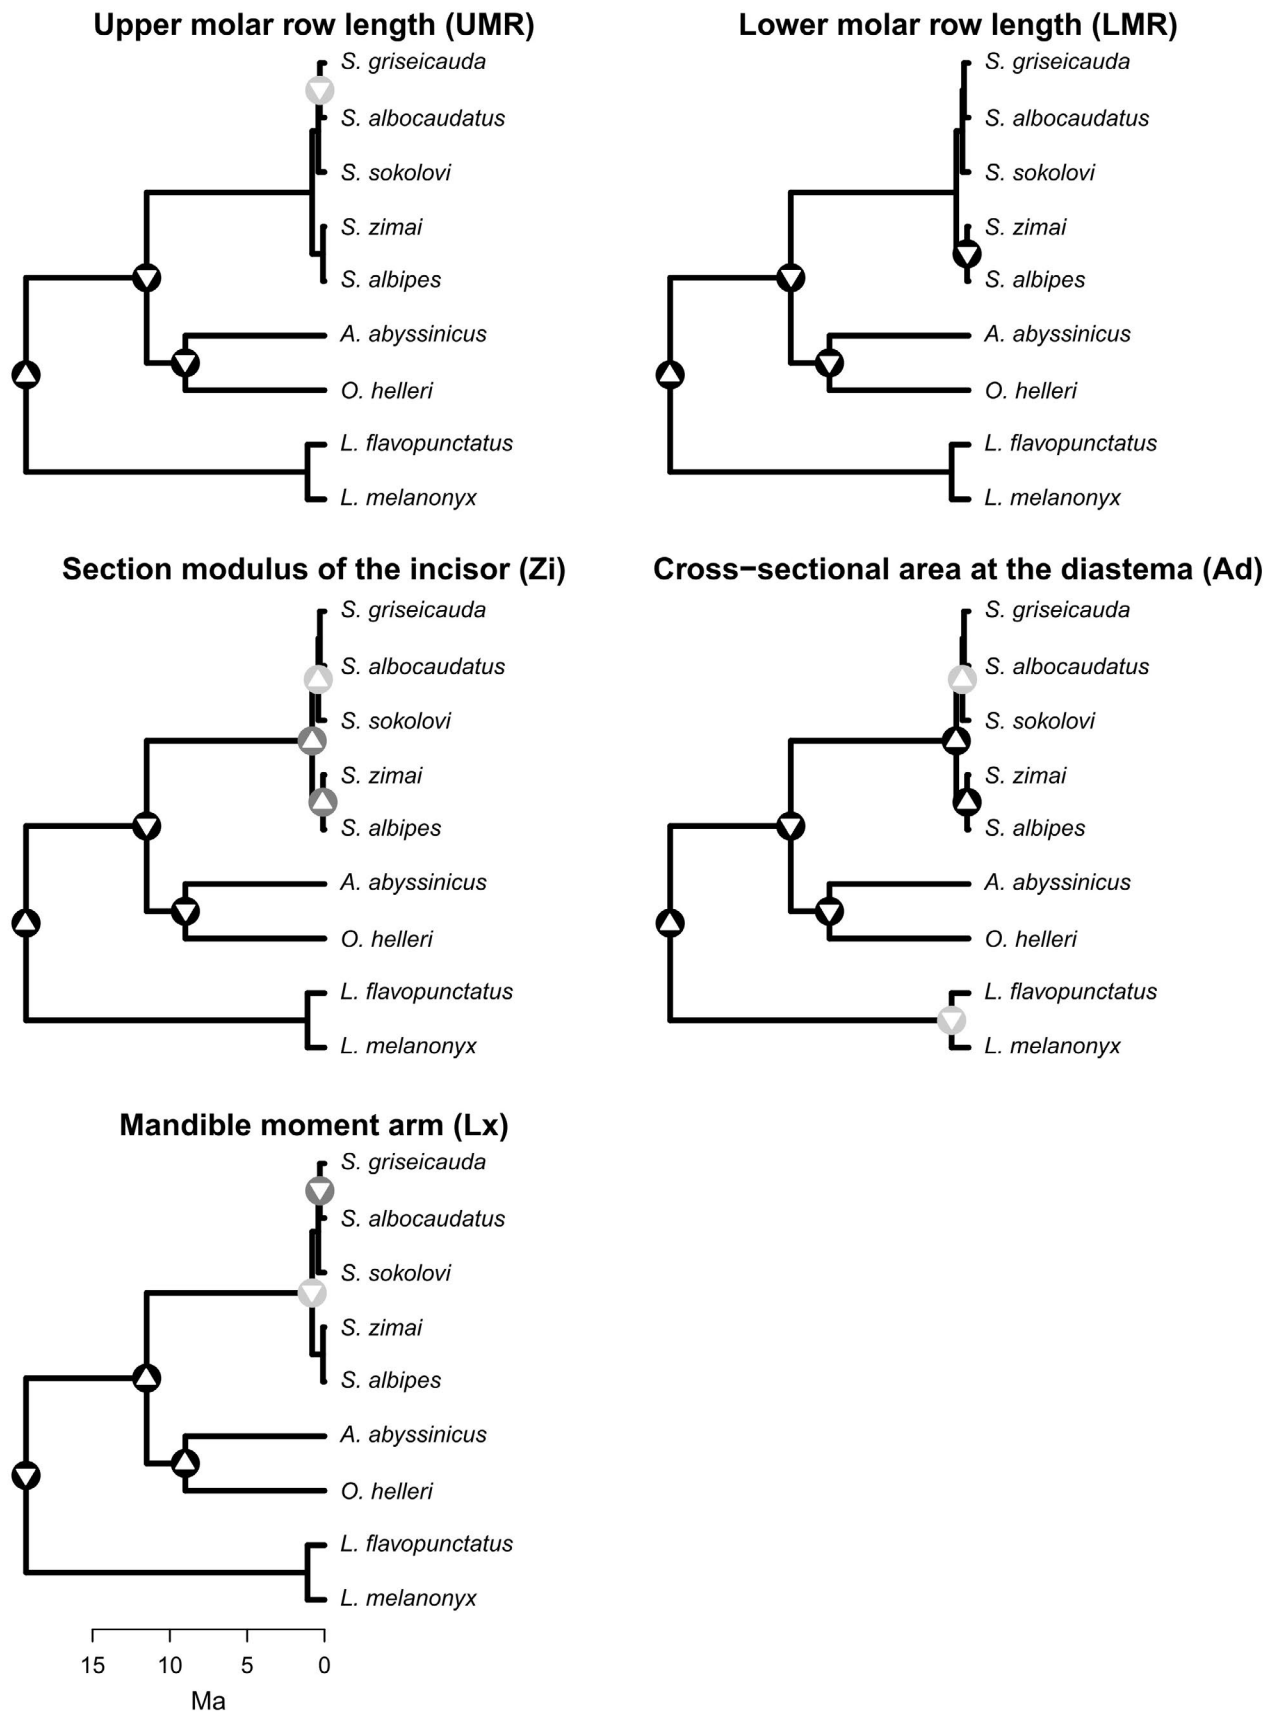 Upper molar row length (UMR)
S. griseicauda
S. albocaudatus
S. sokolovi
S. zimai
S. albipes
A. abyssinicus
O. helleri
L. flavopunctatus
L. melanonyx
Lower molar row length (LMR)
S. griseicauda
S. albocaudatus
S. sokolovi
S. zimai
S. albipes
A. abyssinicus
O. helleri
L. flavopunctatus
L. melanonyx
Section modulus of the incisor (Zi)
S. griseicauda
S. albocaudatus
S. sokolovi
S. zimai
S. albipes
A. abyssinicus
O. helleri
L. flavopunctatus
L. melanonyx
Cross−sectional area at the diastema (Ad)
S. griseicauda
S. albocaudatus
S. sokolovi
S. zimai
S. albipes
A. abyssinicus
O. helleri
L. flavopunctatus
L. melanonyx
Mandible moment arm (Lx)
S. griseicauda
S. albocaudatus
S. sokolovi
S. zimai
S. albipes
A. abyssinicus
O. helleri
L. flavopunctatus
L. melanonyx
15 10 5 0
Ma